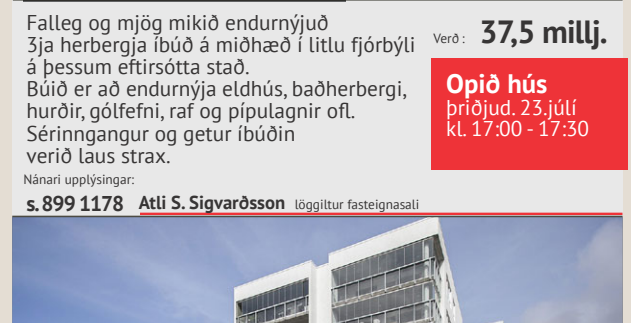 Falleg og mjög mikið endurnýjuð
3ja herbergja íbúð á miðhæð í litlu fjórbýli
á þessum eftirsótta stað.
Búið er að endurnýja eldhús, baðherbergi,
hurðir, gólfefni, raf og pípulagnir ofl.
Sérinngangur og getur íbúðin
verið laus strax.
Nánari upplýsingar:
s. 899 1178 Atli S. Sigvarðsson löggiltur fasteignasali
Verð: 37,5 millj.
Opið hús
þriðjud. 23.júlí
kl. 17:00 - 17:30